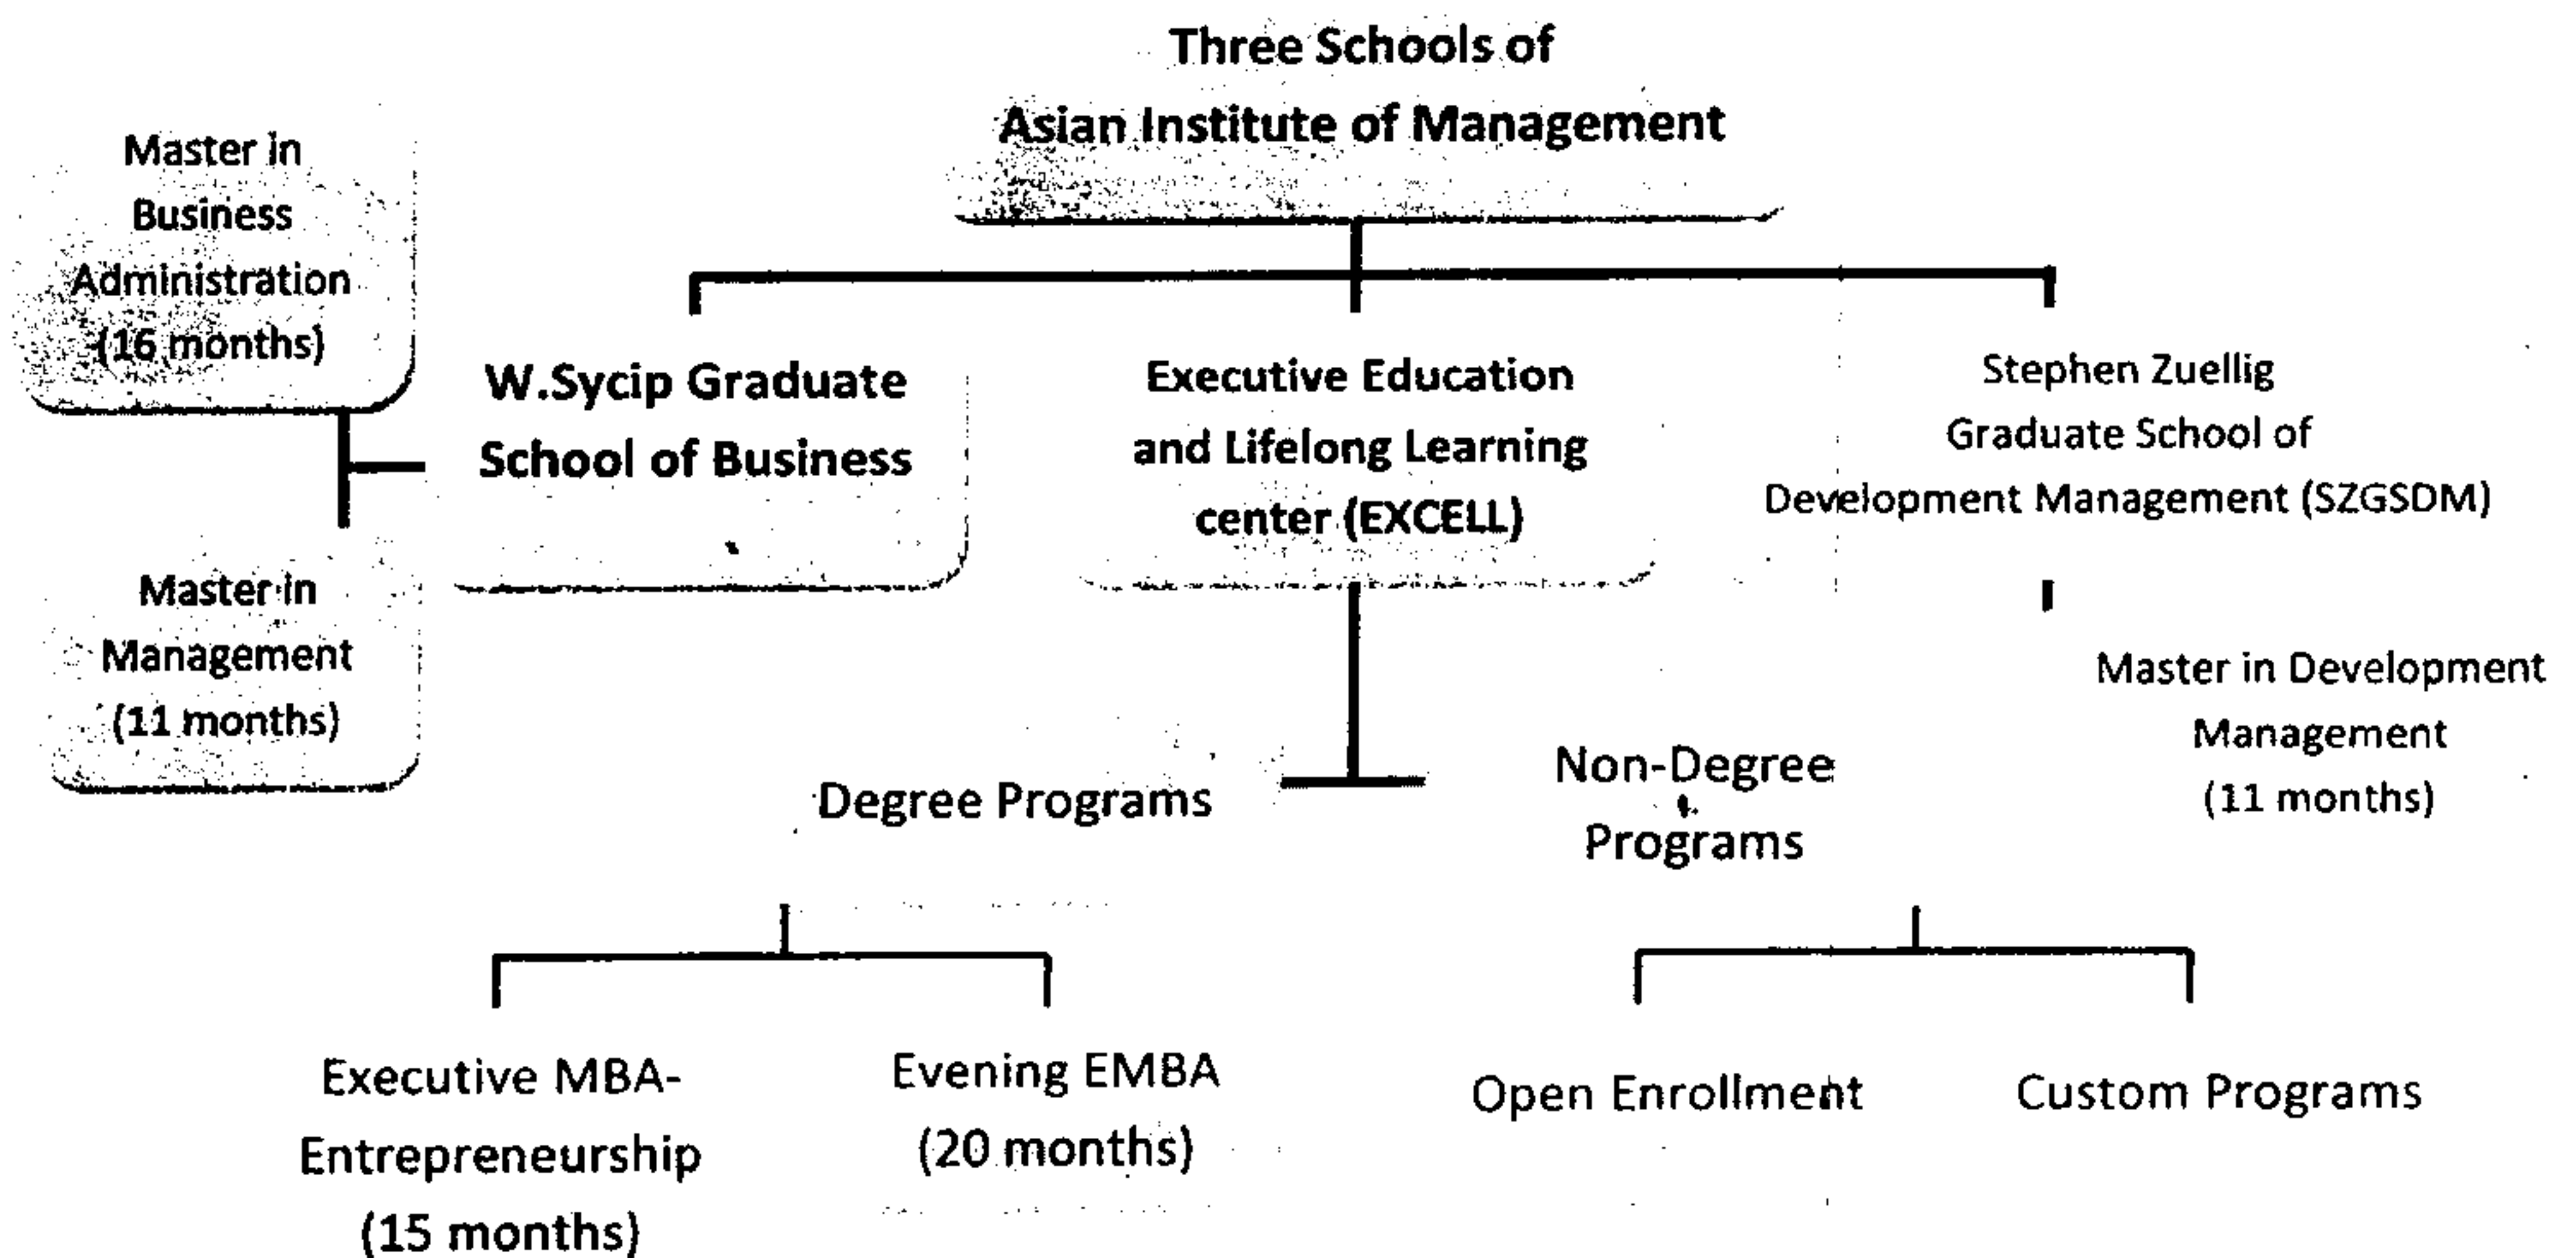 Three Schools of
Asian Institute of Management
Master in
Business
Administration
(16 months)
W.Sycip Graduate
School of Business
Executive Education
and Lifelong Learning
center (EXCELL)
Stephen Zuellig
Graduate School of
Development Management (SZGSDM)
Master in
Management
(11 months)
Master in Development
Management
(11 months)
Degree Programs
Non-Degree
Programs
Executive MBA-
Entrepreneurship
(15 months)
Evening EMBA
(20 months)
Open Enrollment
Custom Programs